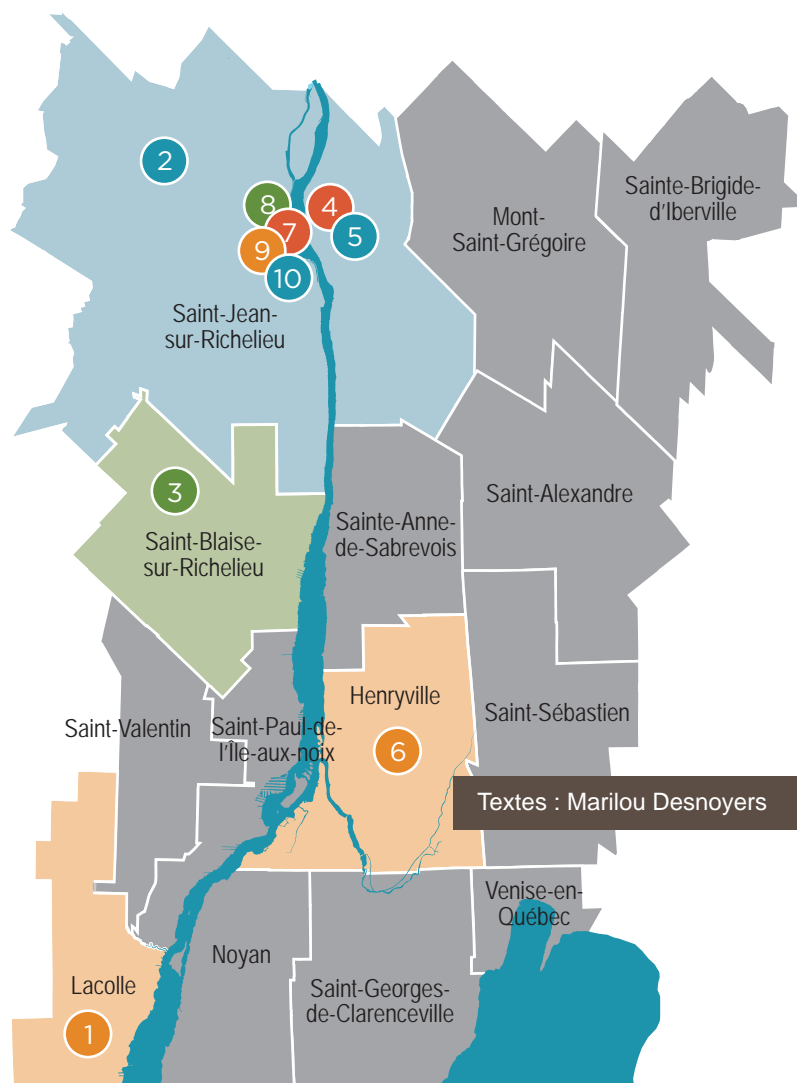 2
8
4
7
5
9
10
Mont-
Saint-Grégoire
Sainte-Brigide-
d'Iberville
Saint-Jean-
sur-Richelieu
3
Saint-Blaise-
sur-Richelieu
Sainte-Anne-
de-Sabrevois
Saint-Alexandre
Saint-Valentin
Saint-Paul-de-
l'Île-aux-noix
Henryville
6
Saint-Sébastien
Textes : Marilou Desnoyers
Venise-en-
Québec
Noyan
Lacolle
1
Saint-Georges-
de-Clarenceville